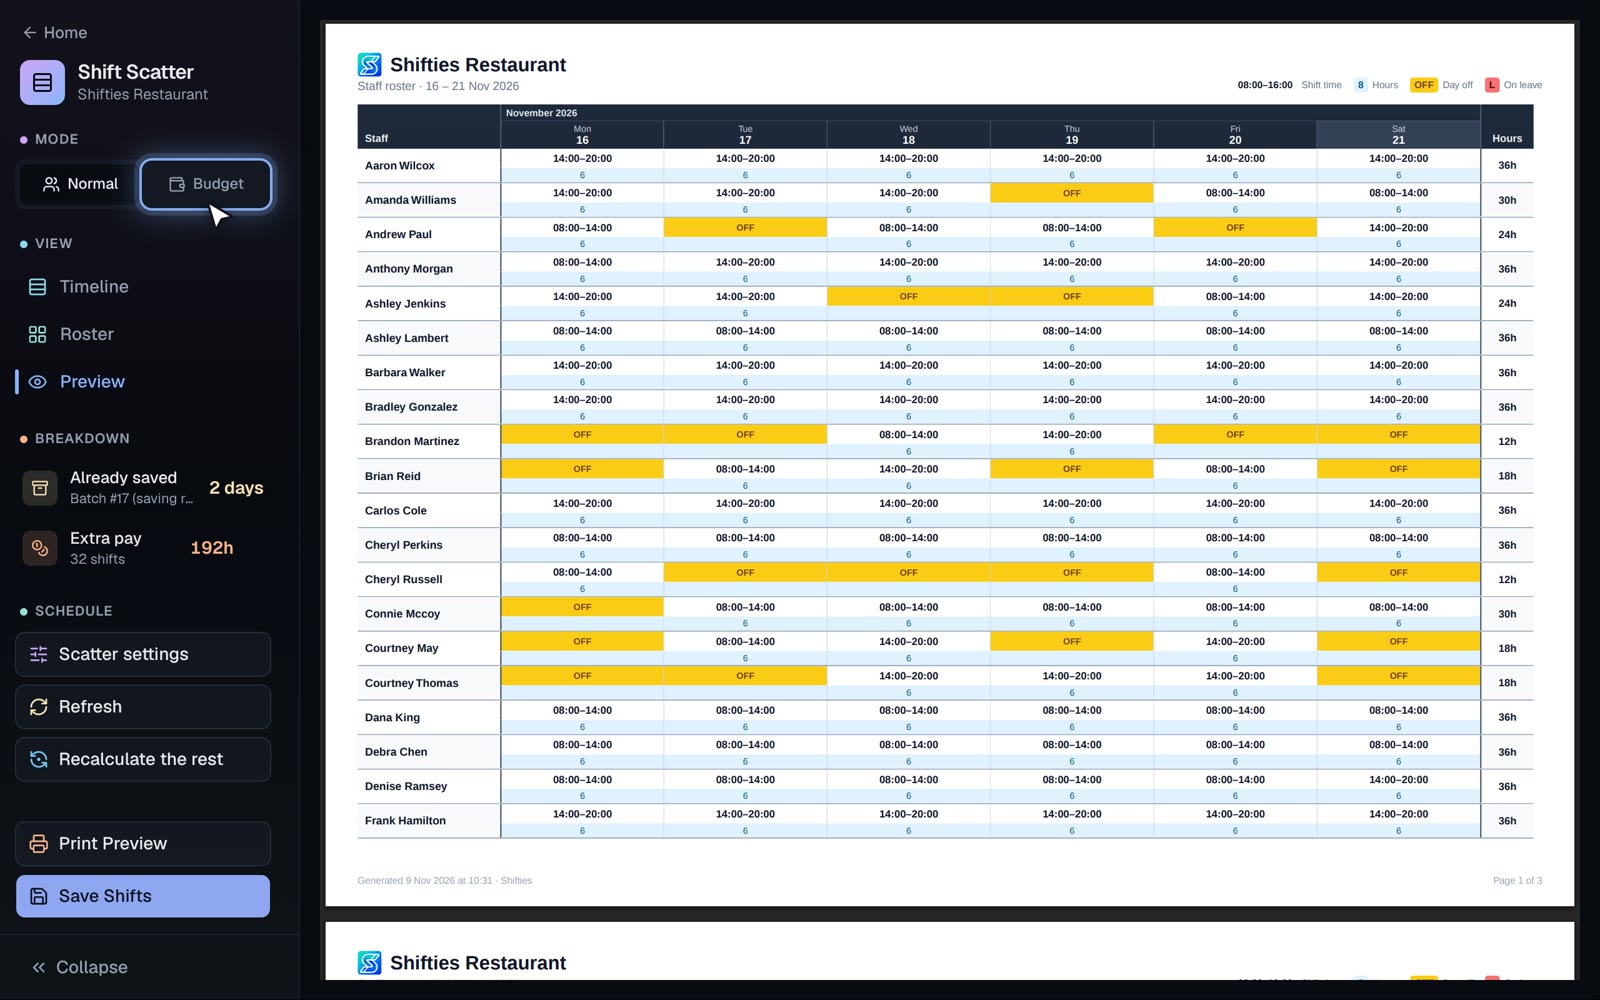 Home
Shift Scatter
Shifties Restaurant
MODE
Normal Budget
VIEW
Timeline
Roster
Preview
BREAKDOWN
Already saved 2 days
Batch #17 (saving r...
Extra pay 192h
32 shifts
SCHEDULE
Scatter settings
Refresh
Recalculate the rest
Print Preview
Save Shifts
Collapse
Shifties Restaurant
Staff roster · 16 – 21 Nov 2026
08:00–16:00 Shift time 8 Hours OFF Day off L On leave
November 2026
Mon Tue Wed Thu Fri Sat
Staff 16 17 18 19 20 21 Hours
Aaron Wilcox 14:00–20:00 14:00–20:00 14:00–20:00 14:00–20:00 14:00–20:00 14:00–20:00 36h
6 6 6 6 6 6
Amanda Williams 14:00–20:00 14:00–20:00 14:00–20:00 OFF 08:00–14:00 08:00–14:00 30h
6 6 6 6 6
Andrew Paul 08:00–14:00 OFF 08:00–14:00 08:00–14:00 OFF 14:00–20:00 24h
6 6 6 6
Anthony Morgan 08:00–14:00 14:00–20:00 14:00–20:00 14:00–20:00 14:00–20:00 14:00–20:00 36h
6 6 6 6 6 6
Ashley Jenkins 14:00–20:00 14:00–20:00 OFF OFF 08:00–14:00 14:00–20:00 24h
6 6 6 6
Ashley Lambert 08:00–14:00 08:00–14:00 08:00–14:00 08:00–14:00 08:00–14:00 08:00–14:00 36h
6 6 6 6 6 6
Barbara Walker 14:00–20:00 14:00–20:00 14:00–20:00 14:00–20:00 14:00–20:00 14:00–20:00 36h
6 6 6 6 6 6
Bradley Gonzalez 14:00–20:00 14:00–20:00 14:00–20:00 14:00–20:00 14:00–20:00 14:00–20:00 36h
6 6 6 6 6 6
Brandon Martinez OFF OFF 08:00–14:00 14:00–20:00 OFF OFF 12h
6 6
Brian Reid OFF 08:00–14:00 14:00–20:00 OFF 08:00–14:00 OFF 18h
6 6 6
Carlos Cole 14:00–20:00 14:00–20:00 14:00–20:00 14:00–20:00 14:00–20:00 14:00–20:00 36h
6 6 6 6 6 6
Cheryl Perkins 08:00–14:00 08:00–14:00 08:00–14:00 08:00–14:00 08:00–14:00 08:00–14:00 36h
6 6 6 6 6 6
Cheryl Russell 08:00–14:00 OFF OFF OFF 08:00–14:00 OFF 12h
6 6
Connie Mccoy OFF 08:00–14:00 08:00–14:00 08:00–14:00 08:00–14:00 08:00–14:00 30h
6 6 6 6 6
Courtney May OFF 08:00–14:00 14:00–20:00 OFF 14:00–20:00 OFF 18h
6 6 6
Courtney Thomas OFF OFF 14:00–20:00 14:00–20:00 14:00–20:00 OFF 18h
6 6 6
Dana King 08:00–14:00 08:00–14:00 08:00–14:00 08:00–14:00 08:00–14:00 08:00–14:00 36h
6 6 6 6 6 6
Debra Chen 08:00–14:00 08:00–14:00 08:00–14:00 08:00–14:00 08:00–14:00 08:00–14:00 36h
6 6 6 6 6 6
Denise Ramsey 08:00–14:00 08:00–14:00 08:00–14:00 08:00–14:00 08:00–14:00 14:00–20:00 36h
6 6 6 6 6 6
Frank Hamilton 14:00–20:00 14:00–20:00 14:00–20:00 14:00–20:00 14:00–20:00 14:00–20:00 36h
6 6 6 6 6 6
Generated 9 Nov 2026 at 10:31 · Shifties Page 1 of 3
Shifties Restaurant